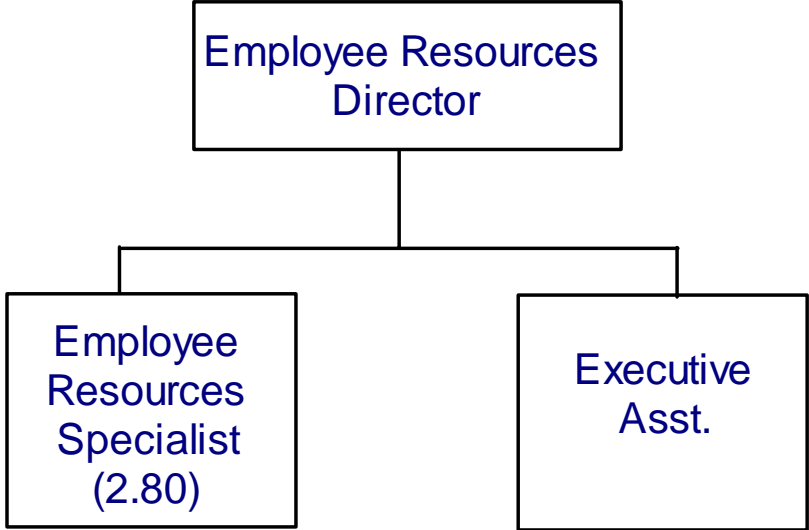 Employee Resources
Director
Employee
Resources
Specialist
(2.80)
Executive
Asst.